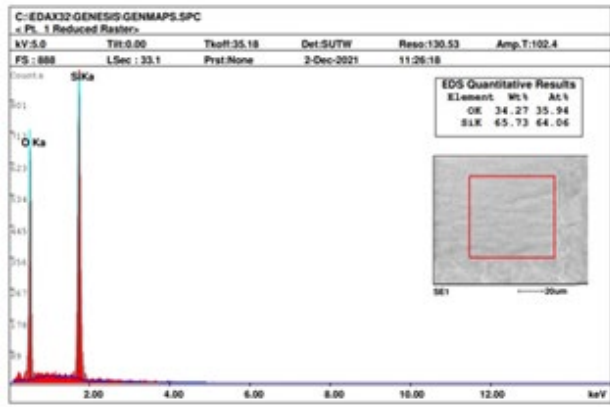 C:\EDAX32\GENESIS\GENMAPS.SPC
< Pt. 1 Reduced Raster>
kV:5.0 Tilt:0.00 Tkoff:35.18 Det:SUTW Reso:130.53 Amp.T:102.4
FS : 888 LSec : 33.1 Prst:None 2-Dec-2021 11:26:18
Counts
SiKa
EDS Quantitative Results
Element Wt% At%
OK 34.27 35.94
SiK 65.73 64.06
O Ka
SE1 20um
2.00 4.00 6.00 8.00 10.00 12.00 keV